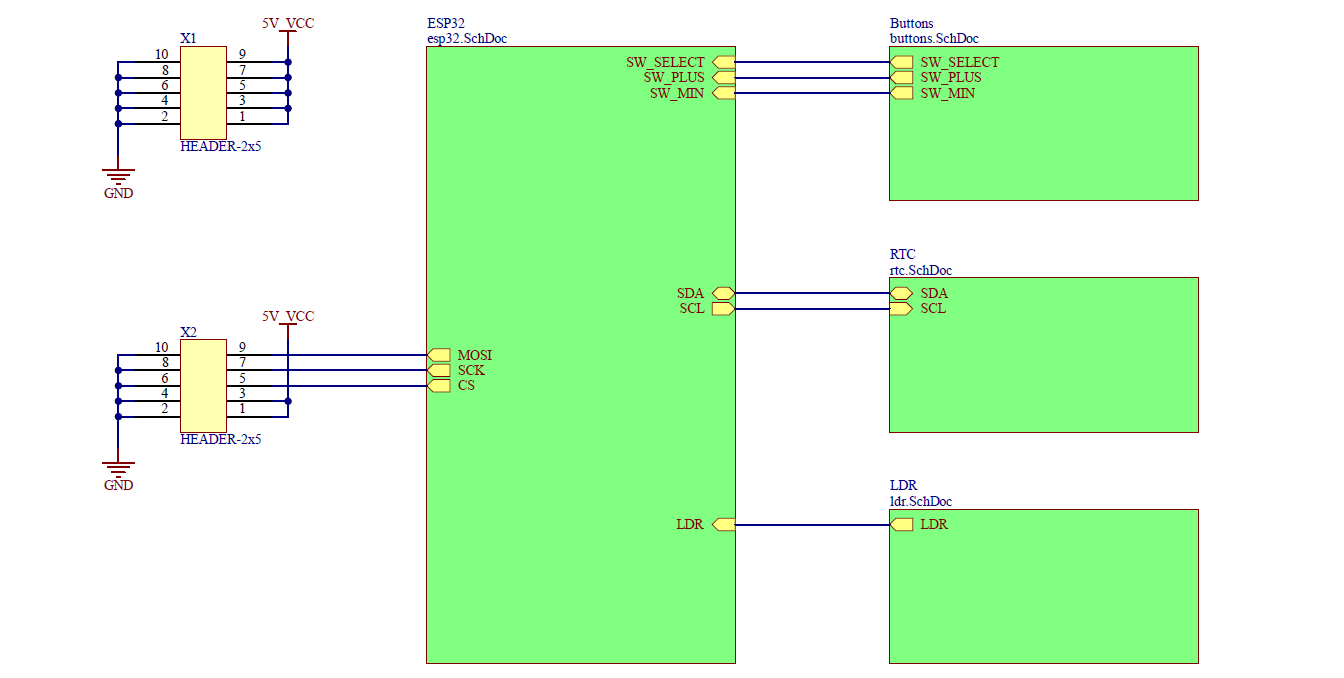 5V_VCC
X1
10 9
8 7
6 5
4 3
2 1
HEADER-2x5
GND
5V_VCC
X2
10 9
8 7
6 5
4 3
2 1
HEADER-2x5
GND
ESP32
esp32.SchDoc
SW_SELECT
SW_PLUS
SW_MIN
SDA
SCL
MOSI
SCK
CS
LDR
Buttons
buttons.SchDoc
SW_SELECT
SW_PLUS
SW_MIN
RTC
rtc.SchDoc
SDA
SCL
LDR
ldr.SchDoc
LDR